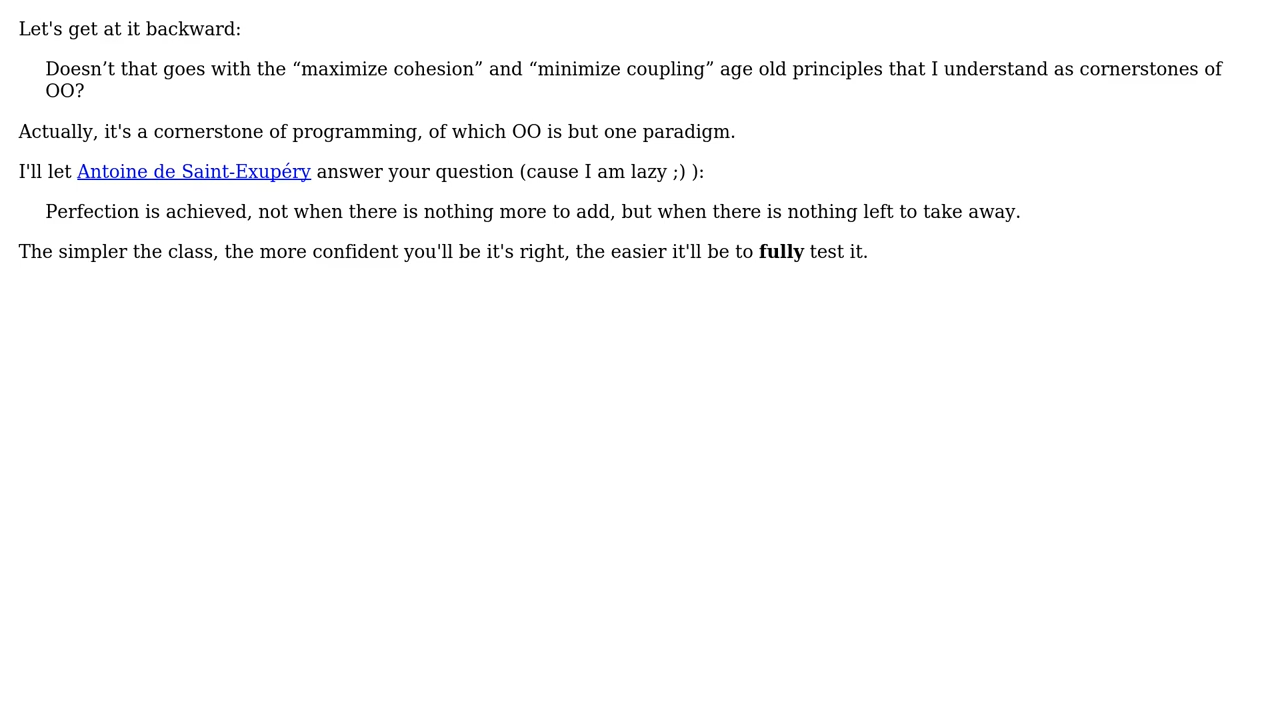 Let's get at it backward:
Doesn’t that goes with the “maximize cohesion” and “minimize coupling” age old principles that I understand as cornerstones of
OO?
Actually, it's a cornerstone of programming, of which OO is but one paradigm.
I'll let Antoine de Saint-Exupéry answer your question (cause I am lazy ;) ):
Perfection is achieved, not when there is nothing more to add, but when there is nothing left to take away.
The simpler the class, the more confident you'll be it's right, the easier it'll be to fully test it.